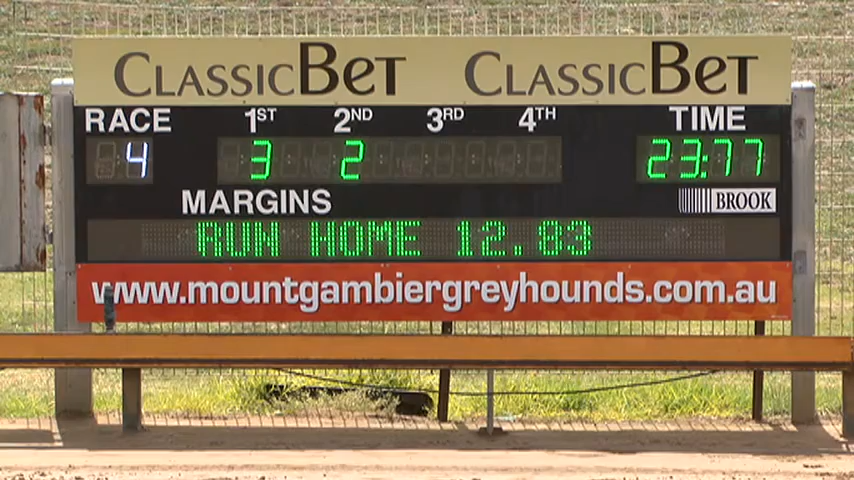 CLASSICBET CLASSICBET
RACE 1ST 2ND 3RD 4TH TIME
4 3 2 23:77
MARGINS BROOK
RUN HOME 12.83
www.mountgambiergreyhounds.com.au